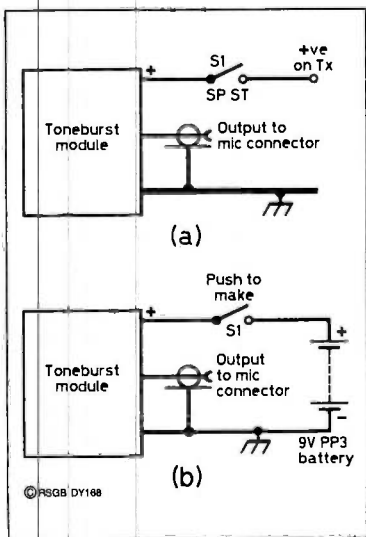 +
S1
+ve
on Tx
SP ST
Toneburst
module
Output to
mic connector
(a)
Push to
make
+
S1
+
Toneburst
module
Output
to mic
connector
-
9V PP3
battery
(b)
© RSGB DY168